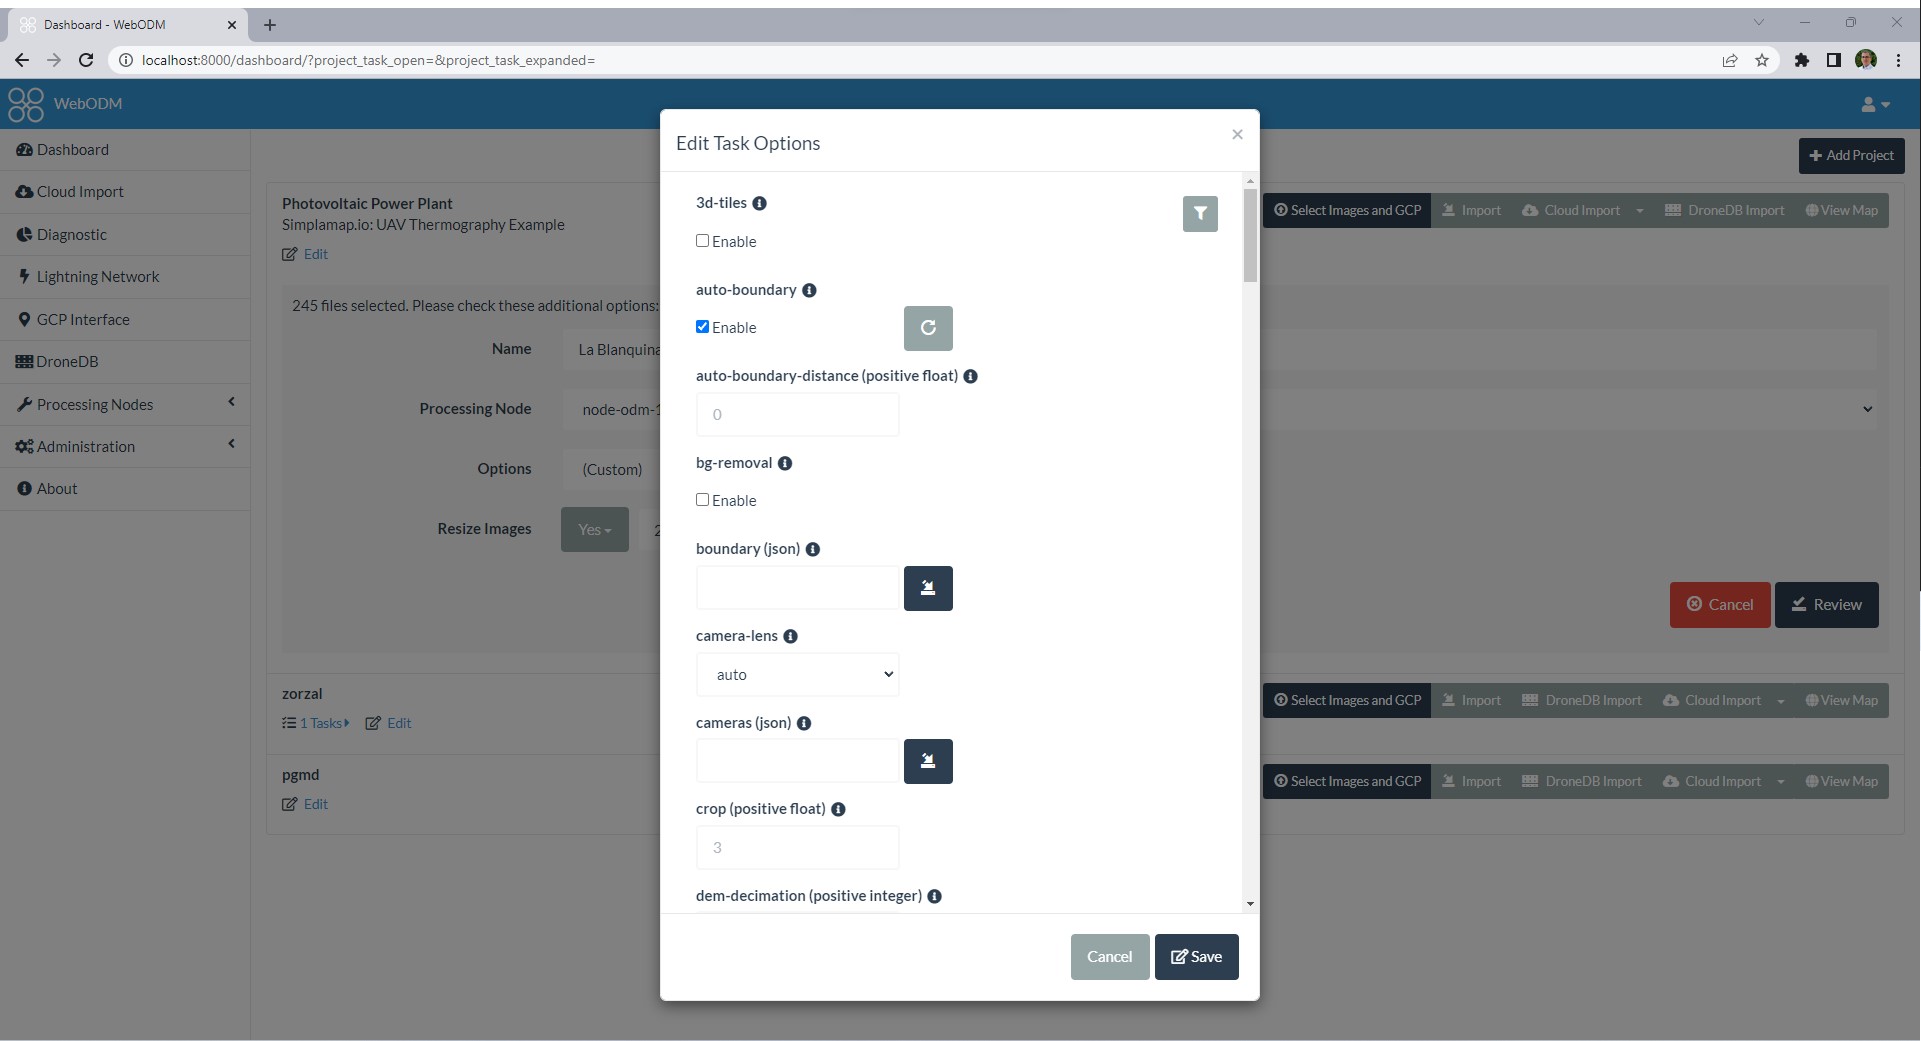 Dashboard - WebODM
localhost:8000/dashboard/?project_task_open=&project_task_expanded=
WebODM
Dashboard
Cloud Import
Diagnostic
Lightning Network
GCP Interface
DroneDB
Processing Nodes
Administration
About
Add Project
Photovoltaic Power Plant
Simplamap.io: UAV Thermography Example
Edit
Select Images and GCP Import Cloud Import DroneDB Import View Map
245 files selected. Please check these additional options:
Name La Blanquina
Processing Node node-odm-1
Options (Custom)
Resize Images Yes 2
Cancel Review
zorzal
1 Tasks Edit
Select Images and GCP Import DroneDB Import Cloud Import View Map
pgmd
Edit
Select Images and GCP Import DroneDB Import Cloud Import View Map
Edit Task Options
3d-tiles
Enable
auto-boundary
Enable
auto-boundary-distance (positive float)
0
bg-removal
Enable
boundary (json)
camera-lens
auto
cameras (json)
crop (positive float)
3
dem-decimation (positive integer)
Cancel Save